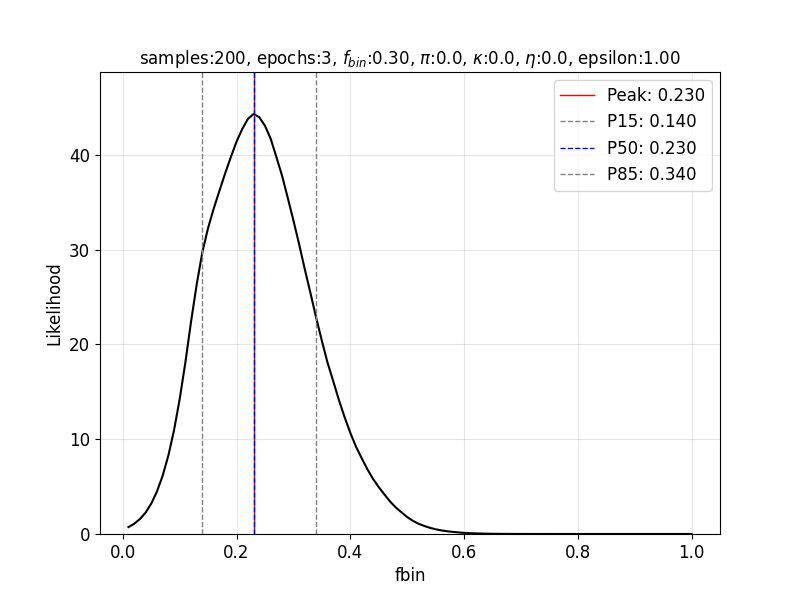 samples:200, epochs:3, f_bin:0.30, π:0.0, κ:0.0, η:0.0, epsilon:1.00
Peak: 0.230
P15: 0.140
P50: 0.230
P85: 0.340
Likelihood
40
30
20
10
0
0.0 0.2 0.4 0.6 0.8 1.0
fbin